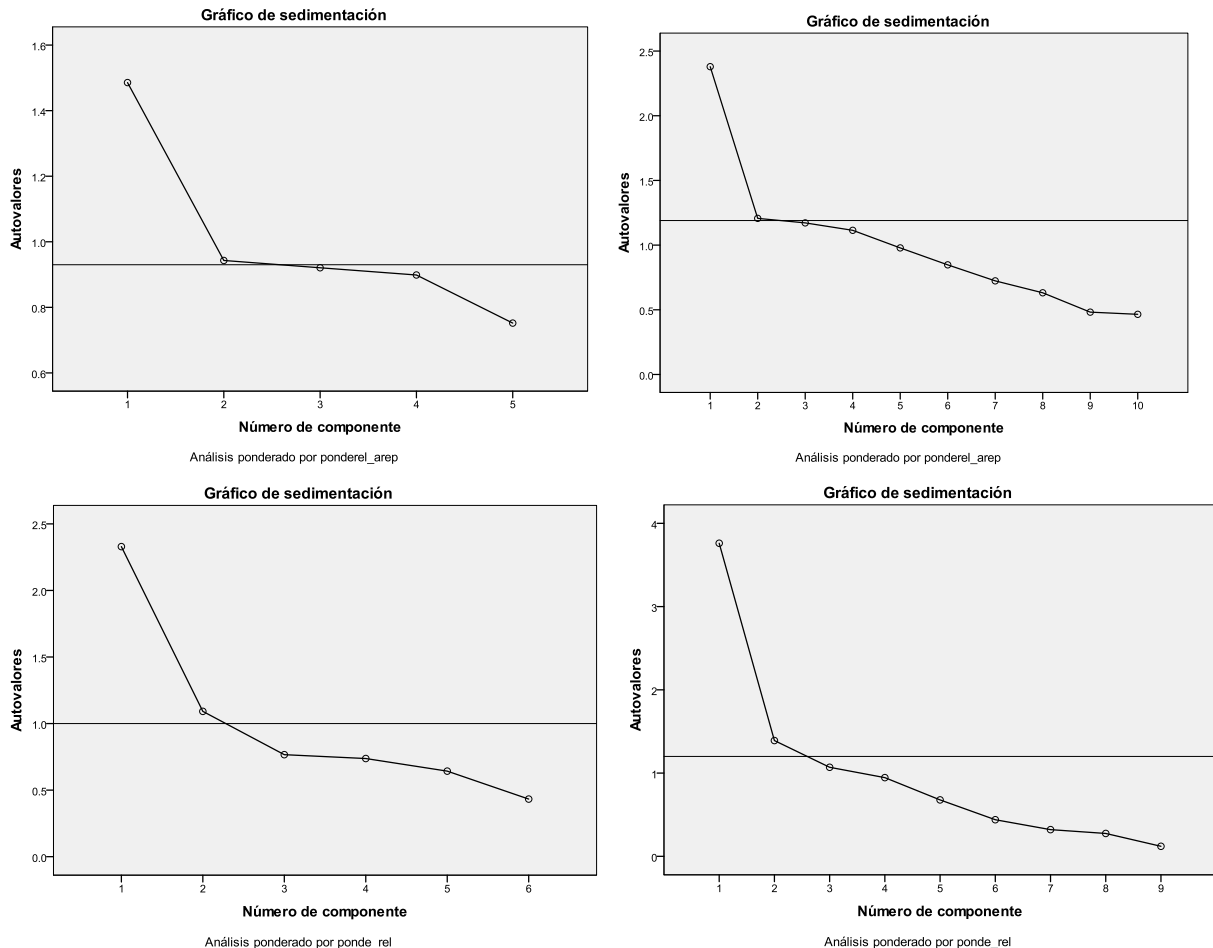 Gráfico de sedimentación
1.6
1.4
1.2
1.0
0.8
0.6
Autovalores
1 2 3 4 5
Número de componente
Análisis ponderado por ponderel_arep
Gráfico de sedimentación
2.5
2.0
1.5
1.0
0.5
0.0
Autovalores
1 2 3 4 5 6 7 8 9 10
Número de componente
Análisis ponderado por ponderel_arep
Gráfico de sedimentación
2.5
2.0
1.5
1.0
0.5
0.0
Autovalores
1 2 3 4 5 6
Número de componente
Análisis ponderado por ponde_rel
Gráfico de sedimentación
4
3
2
1
0
Autovalores
1 2 3 4 5 6 7 8 9
Número de componente
Análisis ponderado por ponde_rel